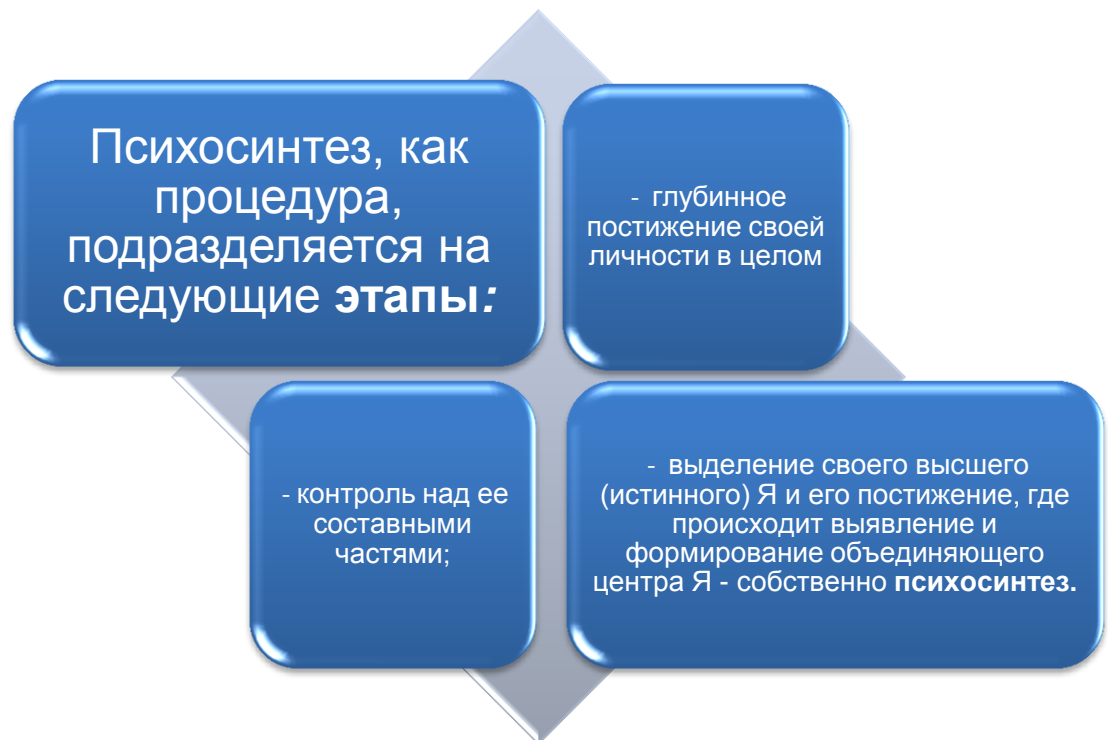 Психосинтез, как
процедура,
подразделяется на
следующие этапы:
- глубинное
постижение своей
личности в целом
- контроль над ее
составными
частями;
- выделение своего высшего
(истинного) Я и его постижение, где
происходит выявление и
формирование объединяющего
центра Я - собственно психосинтез.